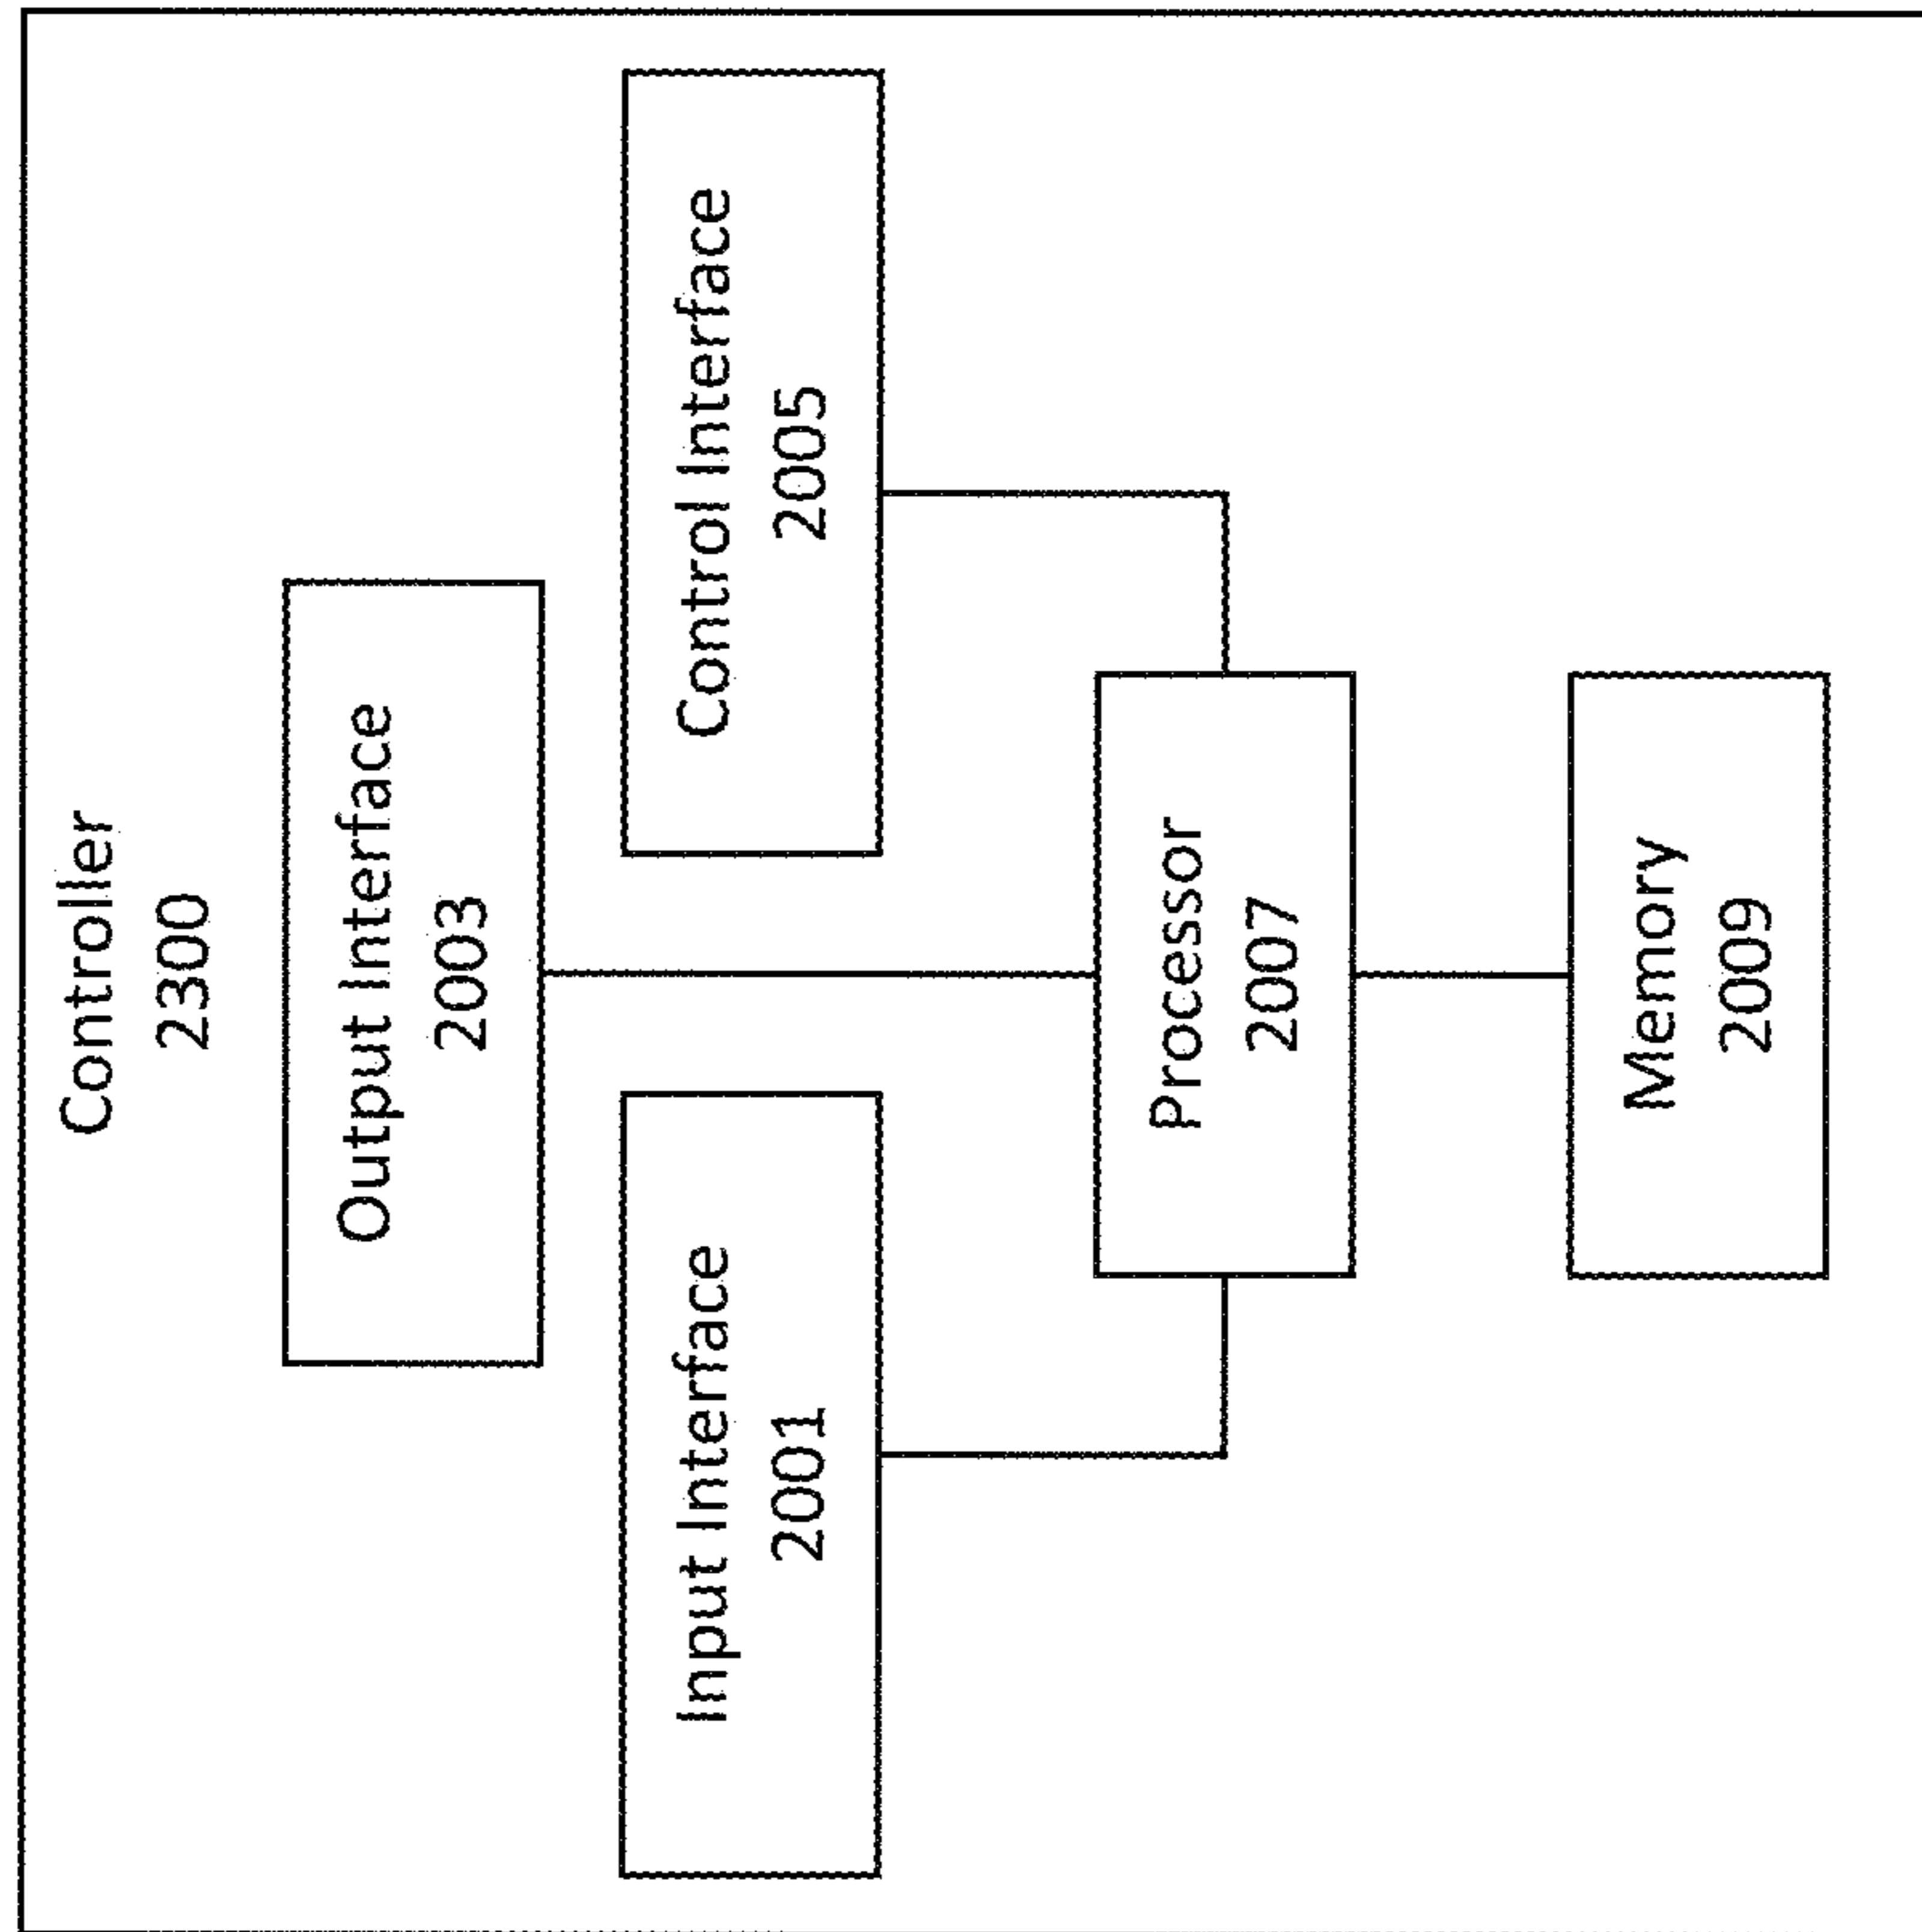 Controller
2300
Output Interface
2003
Input Interface
2001
Control Interface
2005
Processor
2007
Memory
2009